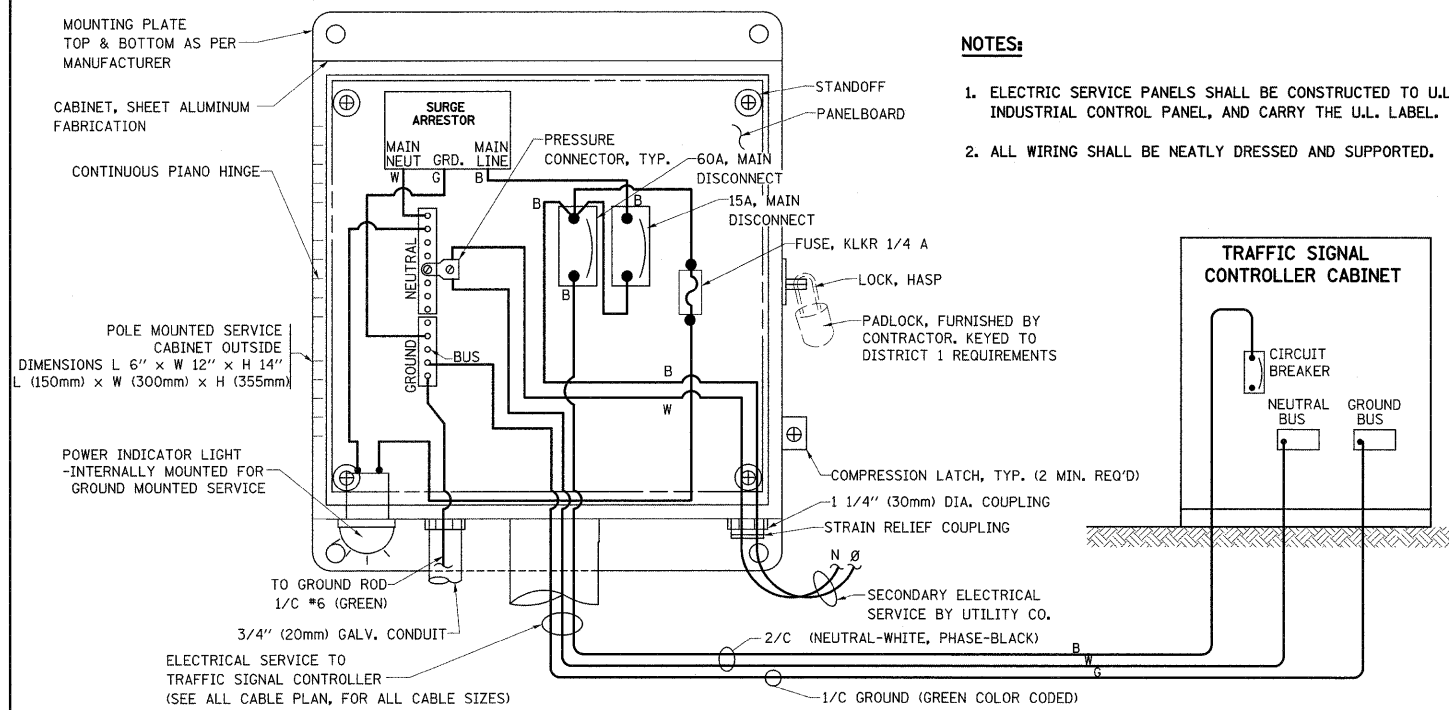 MOUNTING PLATE
TOP & BOTTOM AS PER
MANUFACTURER
CABINET, SHEET ALUMINUM
FABRICATION
CONTINUOUS PIANO HINGE
POLE MOUNTED SERVICE
CABINET OUTSIDE
DIMENSIONS L 6" x W 12" x H 14"
L (150mm) x W (300mm) x H (355mm)
POWER INDICATOR LIGHT
-INTERNALLY MOUNTED FOR
GROUND MOUNTED SERVICE
SURGE
ARRESTOR
MAIN
NEUT
GRD.
MAIN
LINE
W
G
B
NEUTRAL
GROUND
BUS
PRESSURE
CONNECTOR, TYP.
60A, MAIN
DISCONNECT
15A, MAIN
DISCONNECT
B
B
B
FUSE, KLKR 1/4 A
STANDOFF
PANELBOARD
LOCK, HASP
PADLOCK, FURNISHED BY
CONTRACTOR. KEYED TO
DISTRICT 1 REQUIREMENTS
B
W
COMPRESSION LATCH, TYP. (2 MIN. REQ'D)
1 1/4" (30mm) DIA. COUPLING
STRAIN RELIEF COUPLING
N Ø
SECONDARY ELECTRICAL
SERVICE BY UTILITY CO.
TO GROUND ROD
1/C #6 (GREEN)
3/4" (20mm) GALV. CONDUIT
ELECTRICAL SERVICE TO
TRAFFIC SIGNAL CONTROLLER
(SEE ALL CABLE PLAN, FOR ALL CABLE SIZES)
2/C (NEUTRAL-WHITE, PHASE-BLACK)
1/C GROUND (GREEN COLOR CODED)
B
W
G
NOTES:
1. ELECTRIC SERVICE PANELS SHALL BE CONSTRUCTED TO U.L
INDUSTRIAL CONTROL PANEL, AND CARRY THE U.L. LABEL.
2. ALL WIRING SHALL BE NEATLY DRESSED AND SUPPORTED.
TRAFFIC SIGNAL
CONTROLLER CABINET
CIRCUIT
BREAKER
NEUTRAL
BUS
GROUND
BUS